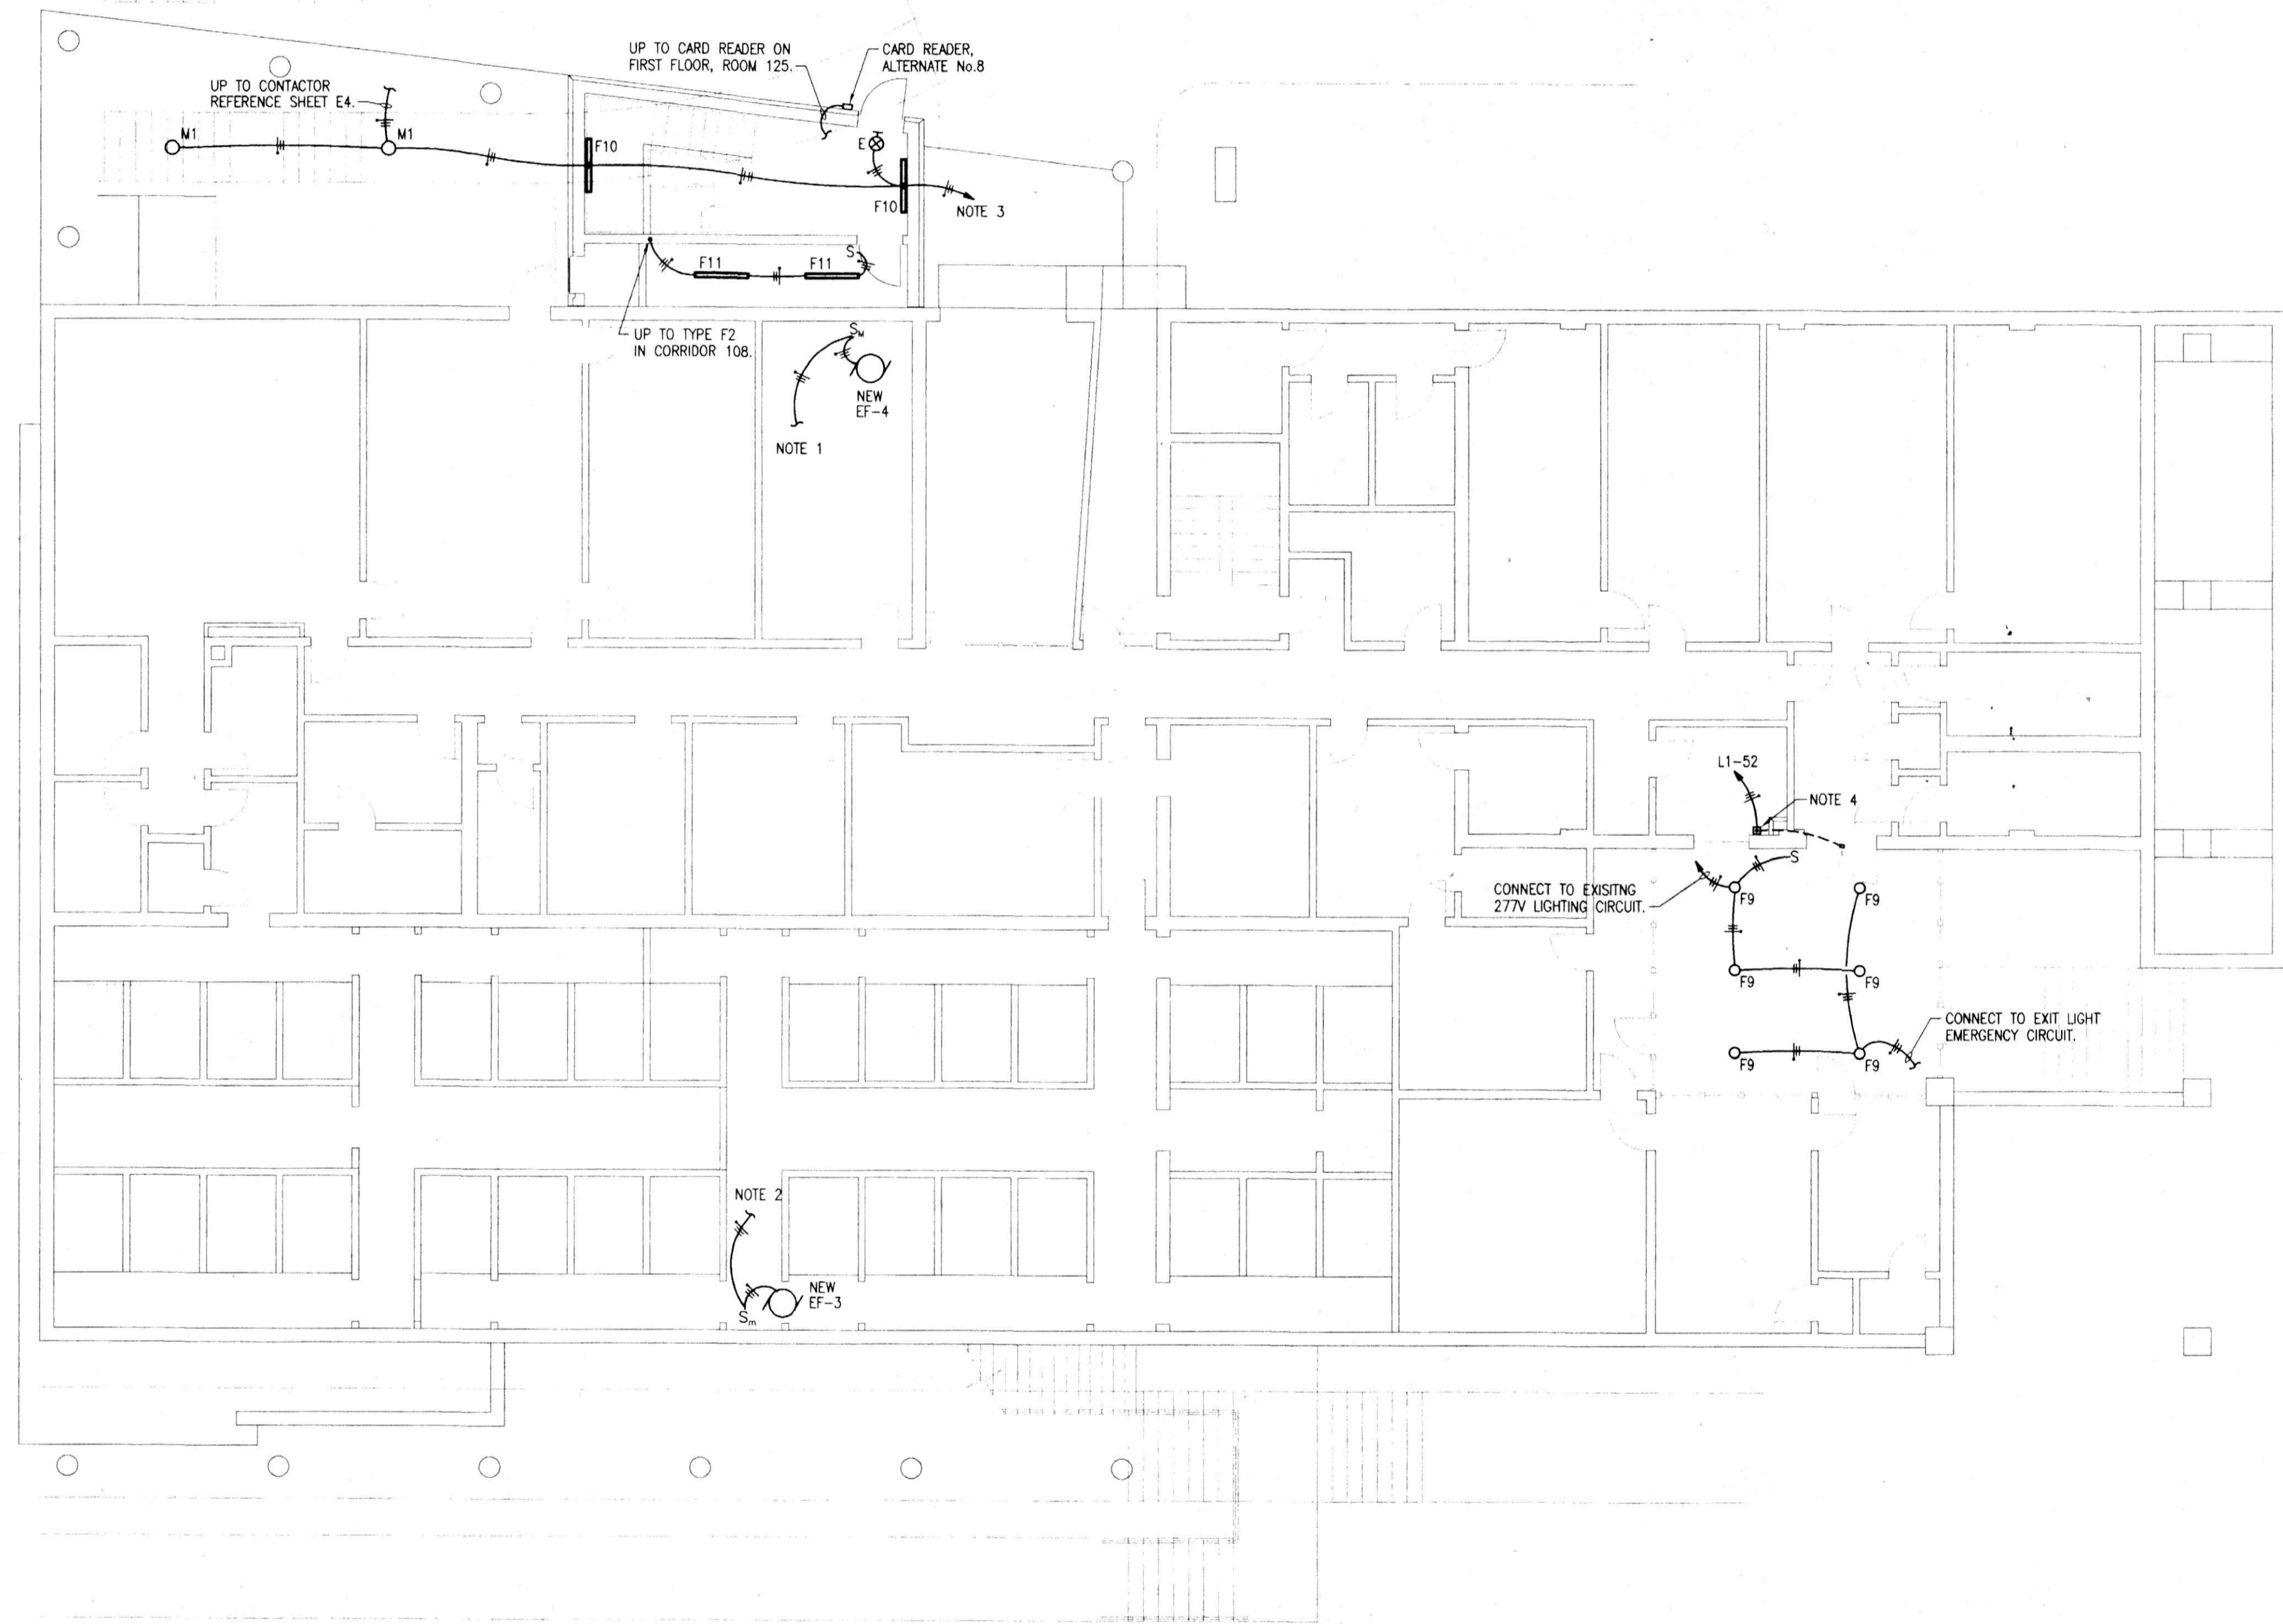 UP TO CARD READER ON
FIRST FLOOR, ROOM 125.
CARD READER,
ALTERNATE No.8
UP TO CONTACTOR
REFERENCE SHEET E4.
M1
M1
F10
E
F10
NOTE 3
S
F11
F11
UP TO TYPE F2
IN CORRIDOR 108.
SM
NEW
EF-4
NOTE 1
L1-52
NOTE 4
S
CONNECT TO EXISITNG
277V LIGHTING CIRCUIT.
F9
F9
F9
F9
CONNECT TO EXIT LIGHT
EMERGENCY CIRCUIT.
F9
F9
NOTE 2
NEW
EF-3
Sm